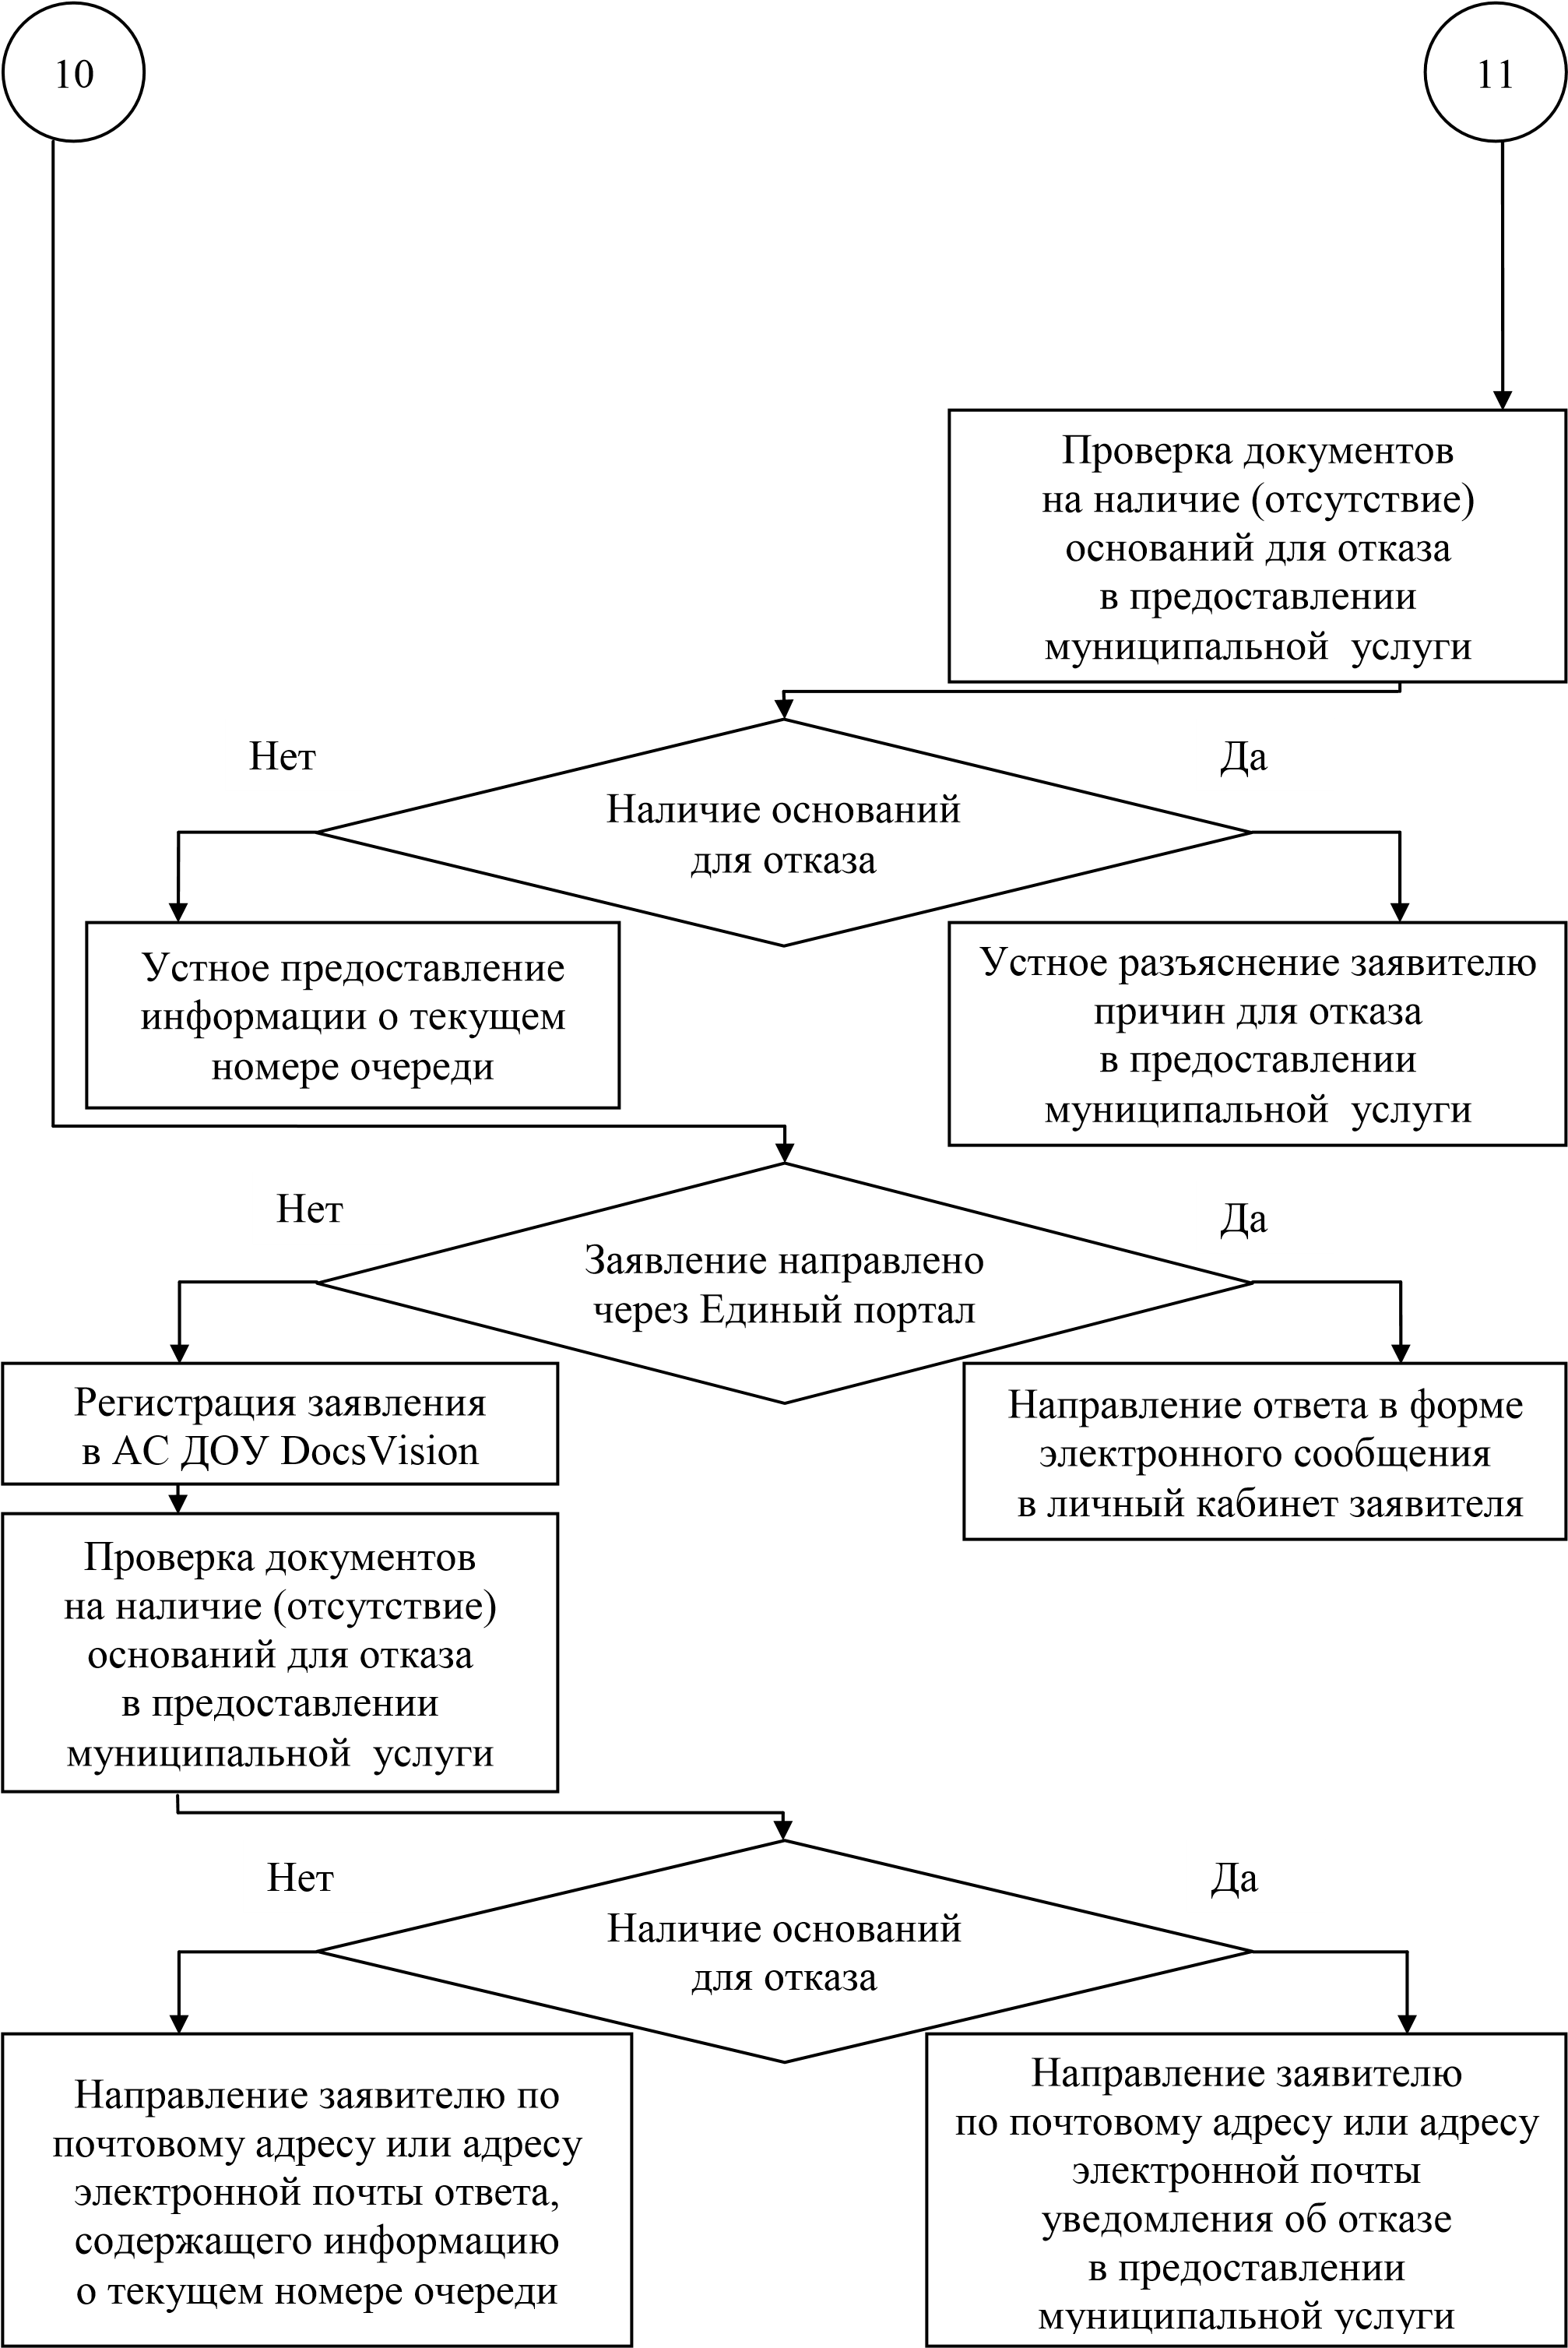 10
11
Проверка документов
на наличие (отсутствие)
оснований для отказа
в предоставлении
муниципальной услуги
Нет
Да
Наличие оснований
для отказа
Устное предоставление
информации о текущем
номере очереди
Устное разъяснение заявителю
причин для отказа
в предоставлении
муниципальной услуги
Нет
Да
Заявление направлено
через Единый портал
Регистрация заявления
в АС ДОУ DocsVision
Направление ответа в форме
электронного сообщения
в личный кабинет заявителя
Проверка документов
на наличие (отсутствие)
оснований для отказа
в предоставлении
муниципальной услуги
Нет
Да
Наличие оснований
для отказа
Направление заявителю по
почтовому адресу или адресу
электронной почты ответа,
содержащего информацию
о текущем номере очереди
Направление заявителю
по почтовому адресу или адресу
электронной почты
уведомления об отказе
в предоставлении
муниципальной услуги